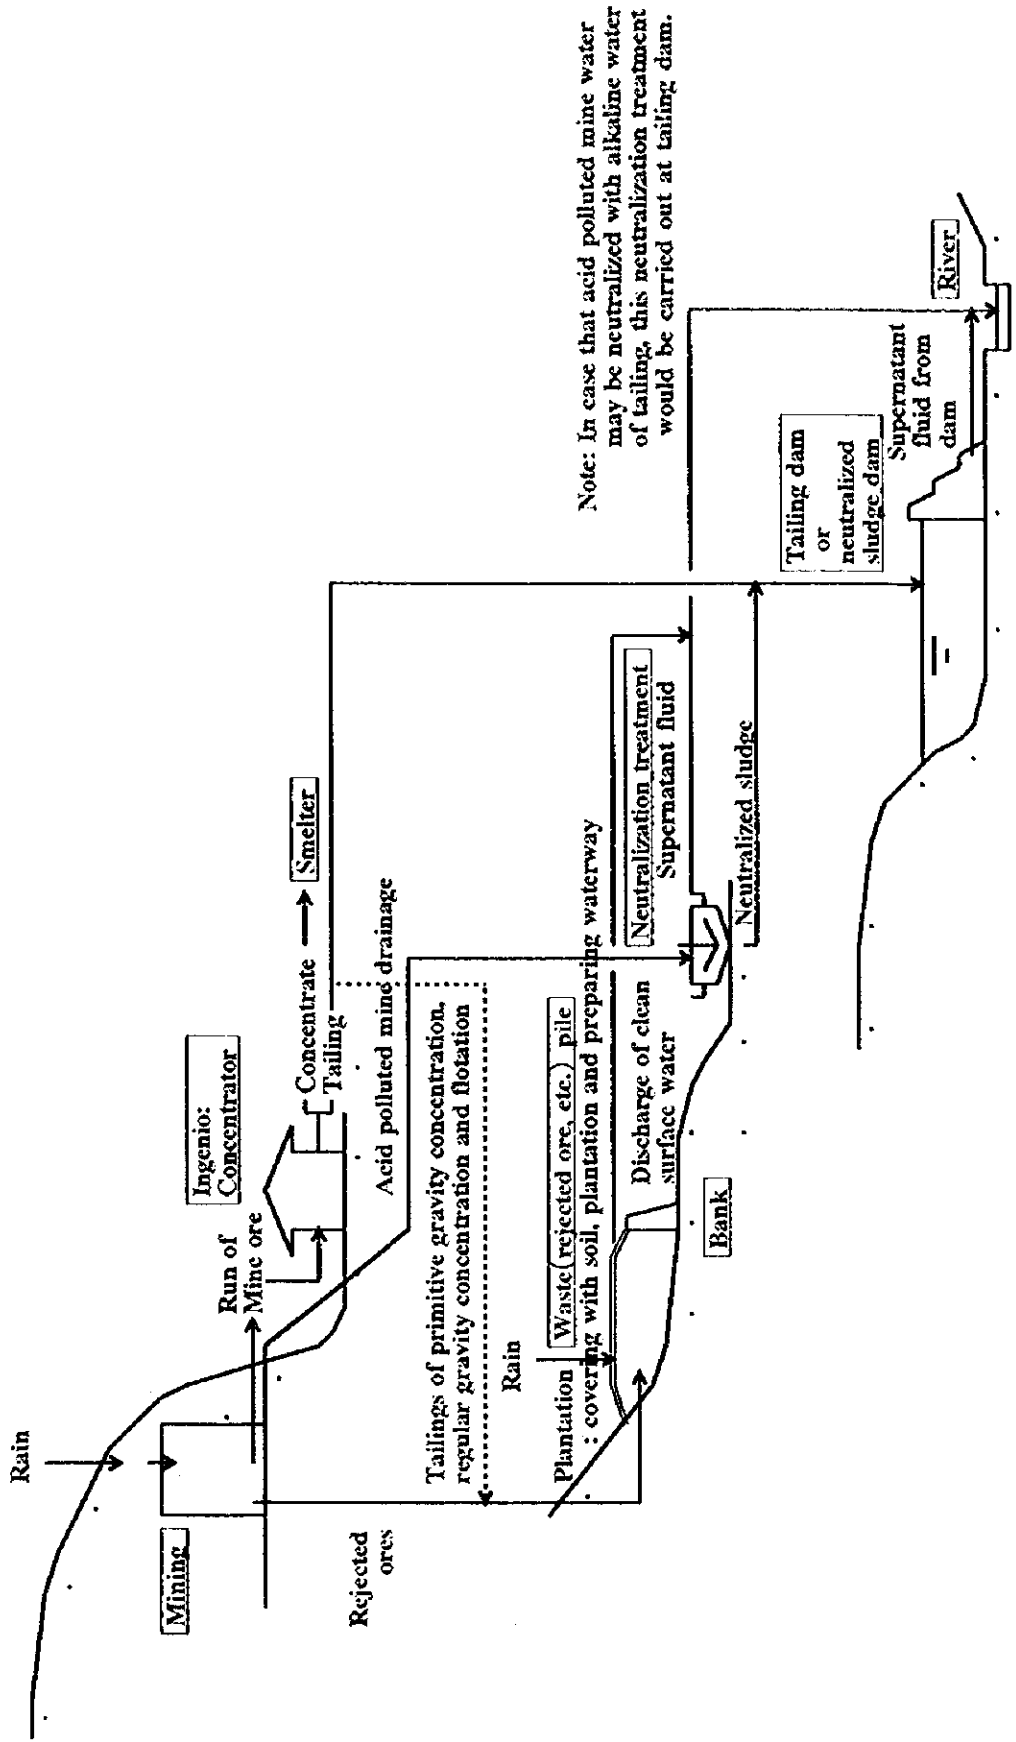 Rain
Mining
Ingenio:
Concentrator
Run of
Mine ore
Concentrate
Smelter
Tailing
Rejected
ores
Acid polluted mine drainage
Tailings of primitive gravity concentration,
regular gravity concentration and flotation
Rain
Plantation
Waste(rejected ore, etc.) pile
: covering with soil, plantation and preparing waterway
Discharge of clean
surface water
Bank
Neutralization treatment
Supernatant fluid
Neutralized sludge
Note: In case that acid polluted mine water
may be neutralized with alkaline water
of tailing, this neutralization treatment
would be carried out at tailing dam.
Tailing dam
or
neutralized
sludge dam
Supernatant
fluid from
dam
River